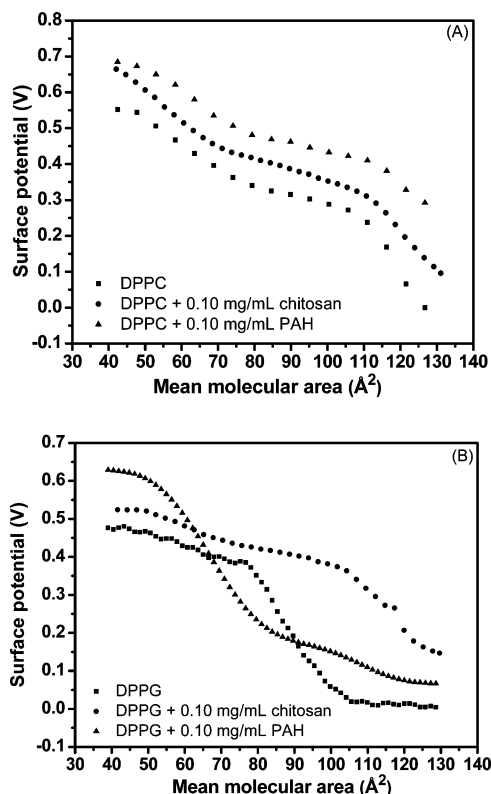 (A)
0.8
0.7
0.6
0.5
0.4
0.3
0.2
0.1
0.0
-0.1
Surface potential (V)
DPPC
DPPC + 0.10 mg/mL chitosan
DPPC + 0.10 mg/mL PAH
30 40 50 60 70 80 90 100 110 120 130 140
Mean molecular area (Å²)
(B)
0.7
0.6
0.5
0.4
0.3
0.2
0.1
0.0
-0.1
Surface potential (V)
DPPG
DPPG + 0.10 mg/mL chitosan
DPPG + 0.10 mg/mL PAH
30 40 50 60 70 80 90 100 110 120 130 140
Mean molecular area (Å²)